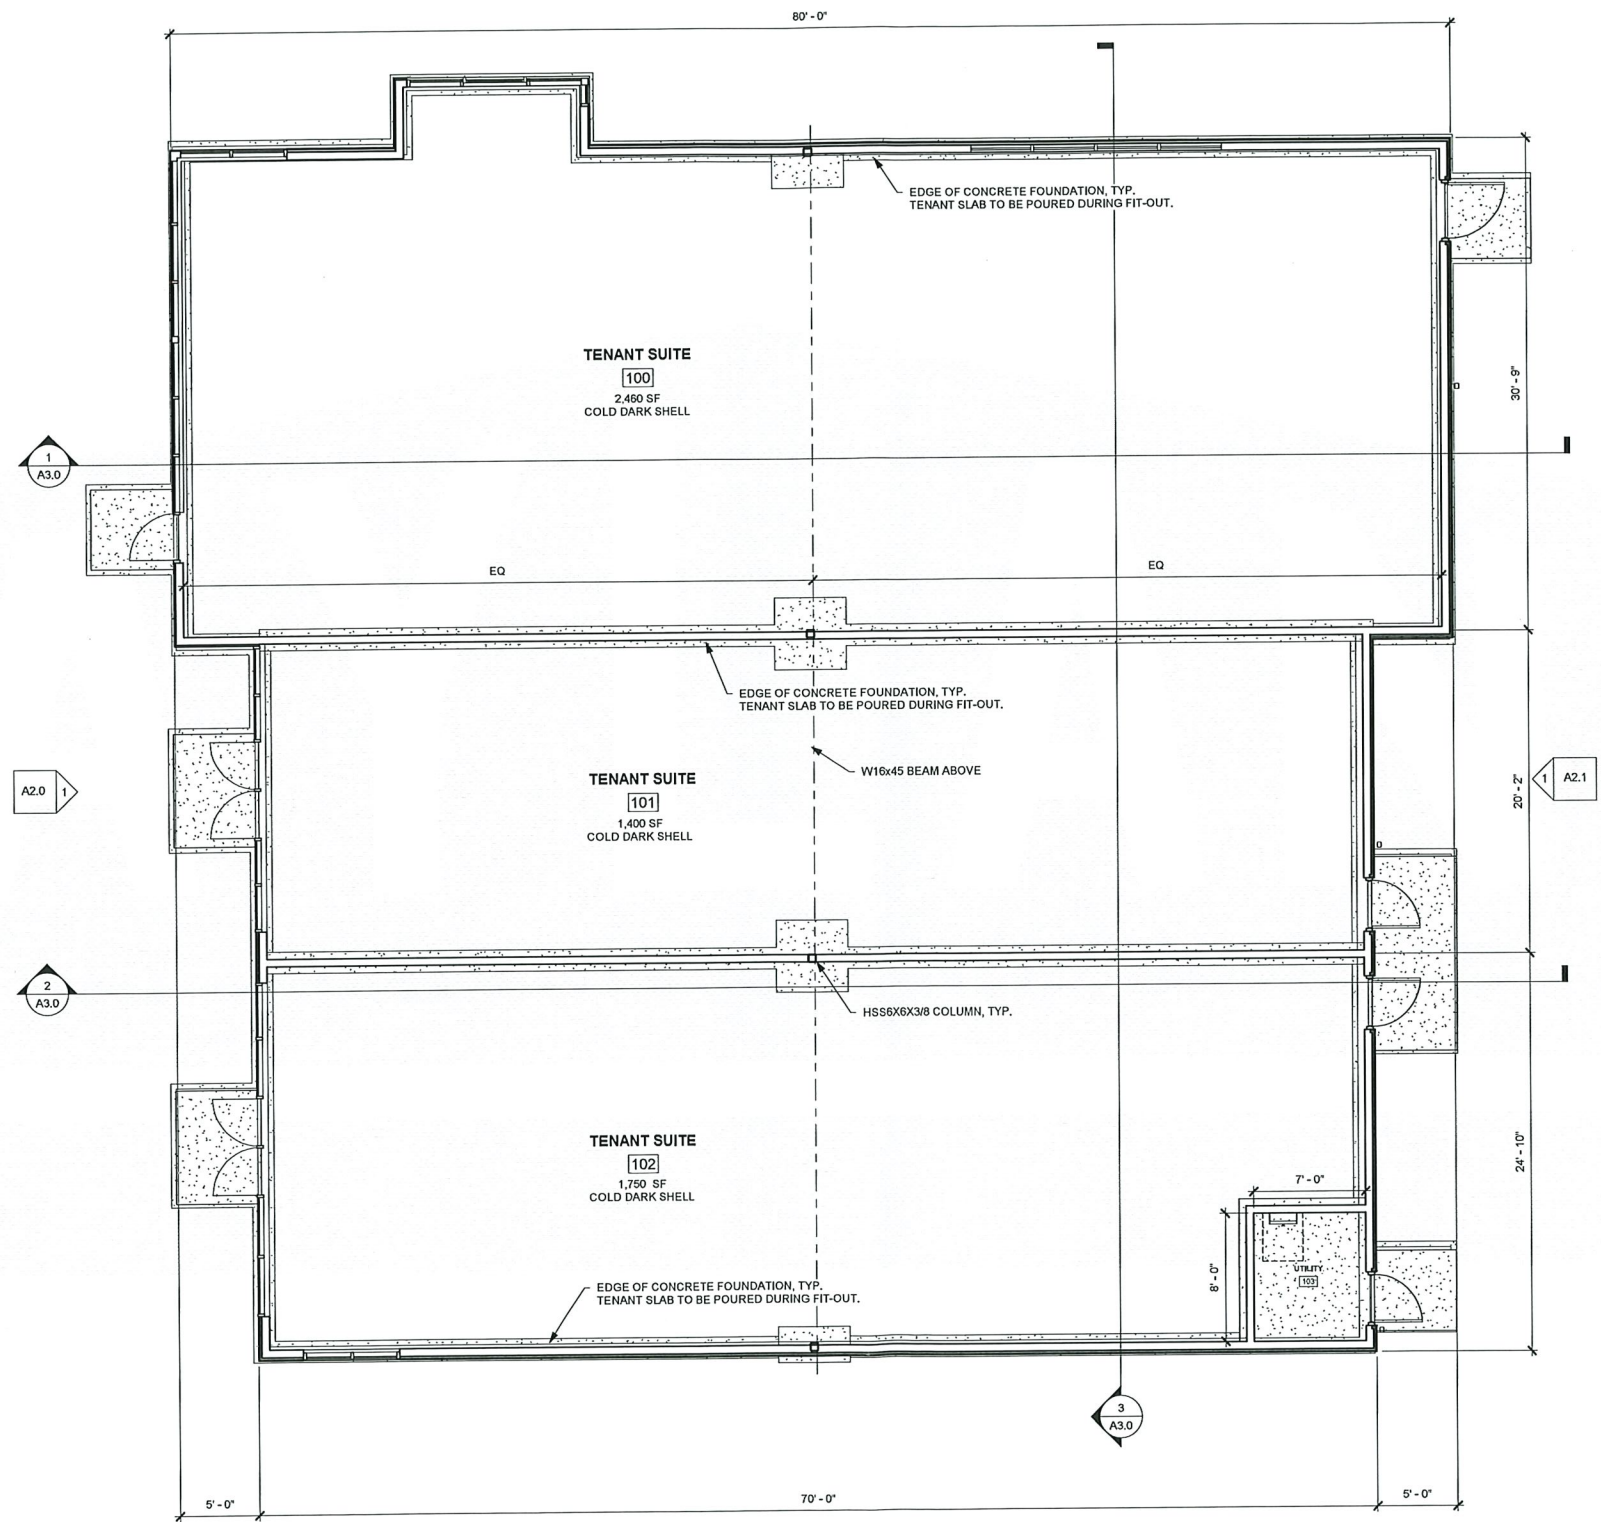 80' - 0"
EDGE OF CONCRETE FOUNDATION, TYP.
TENANT SLAB TO BE POURED DURING FIT-OUT.
TENANT SUITE
100
2,460 SF
COLD DARK SHELL
30' - 9"
1
A3.0
EQ
EQ
EDGE OF CONCRETE FOUNDATION, TYP.
TENANT SLAB TO BE POURED DURING FIT-OUT.
W16x45 BEAM ABOVE
TENANT SUITE
101
1,400 SF
COLD DARK SHELL
A2.0 1
1 A2.1
20' - 2"
2
A3.0
HSS6X6X3/8 COLUMN, TYP.
TENANT SUITE
102
1,750 SF
COLD DARK SHELL
24' - 10"
7' - 0"
8' - 0"
UTILITY
103
EDGE OF CONCRETE FOUNDATION, TYP.
TENANT SLAB TO BE POURED DURING FIT-OUT.
3
A3.0
5' - 0"
70' - 0"
5' - 0"